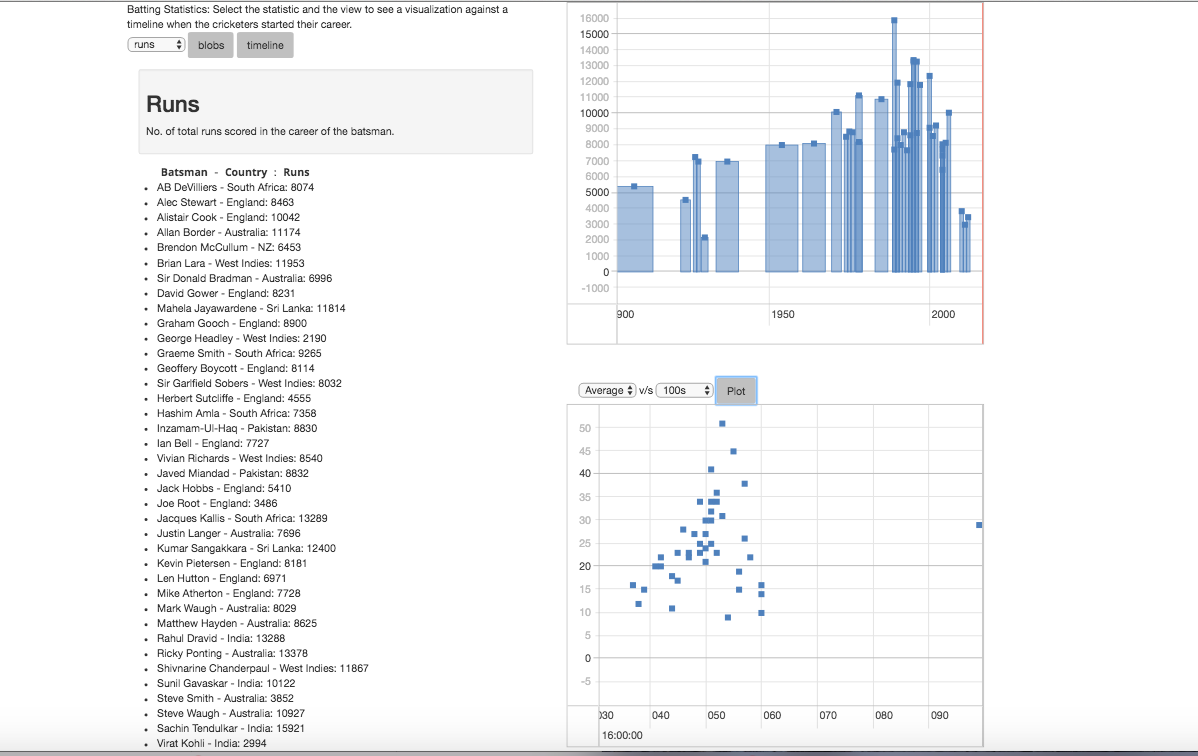 Batting Statistics: Select the statistic and the view to see a visualization against a
timeline when the cricketers started their career.
runs blobs timeline
Runs
No. of total runs scored in the career of the batsman.
Batsman - Country : Runs
AB DeVilliers - South Africa: 8074
Alec Stewart - England: 8463
Alistair Cook - England: 10042
Allan Border - Australia: 11174
Brendon McCullum - NZ: 6453
Brian Lara - West Indies: 11953
Sir Donald Bradman - Australia: 6996
David Gower - England: 8231
Mahela Jayawardene - Sri Lanka: 11814
Graham Gooch - England: 8900
George Headley - West Indies: 2190
Graeme Smith - South Africa: 9265
Geoffery Boycott - England: 8114
Sir Garifield Sobers - West Indies: 8032
Herbert Sutcliffe - England: 4555
Hashim Amla - South Africa: 7358
Inzamam-Ul-Haq - Pakistan: 8830
Ian Bell - England: 7727
Vivian Richards - West Indies: 8540
Javed Miandad - Pakistan: 8832
Jack Hobbs - England: 5410
Joe Root - England: 3486
Jacques Kallis - South Africa: 13289
Justin Langer - Australia: 7696
Kumar Sangakkara - Sri Lanka: 12400
Kevin Pietersen - England: 8181
Len Hutton - England: 6971
Mike Atherton - England: 7728
Mark Waugh - Australia: 8029
Matthew Hayden - Australia: 8625
Rahul Dravid - India: 13288
Ricky Ponting - Australia: 13378
Shivnarine Chanderpaul - West Indies: 11867
Sunil Gavaskar - India: 10122
Steve Smith - Australia: 3852
Steve Waugh - Australia: 10927
Sachin Tendulkar - India: 15921
Virat Kohli - India: 2994
16000
15000
14000
13000
12000
11000
10000
9000
8000
7000
6000
5000
4000
3000
2000
1000
0
-1000
900 1950 2000
Average v/s 100s Plot
50
45
40
35
30
25
20
15
10
5
0
-5
030 040 050 060 070 080 090
16:00:00